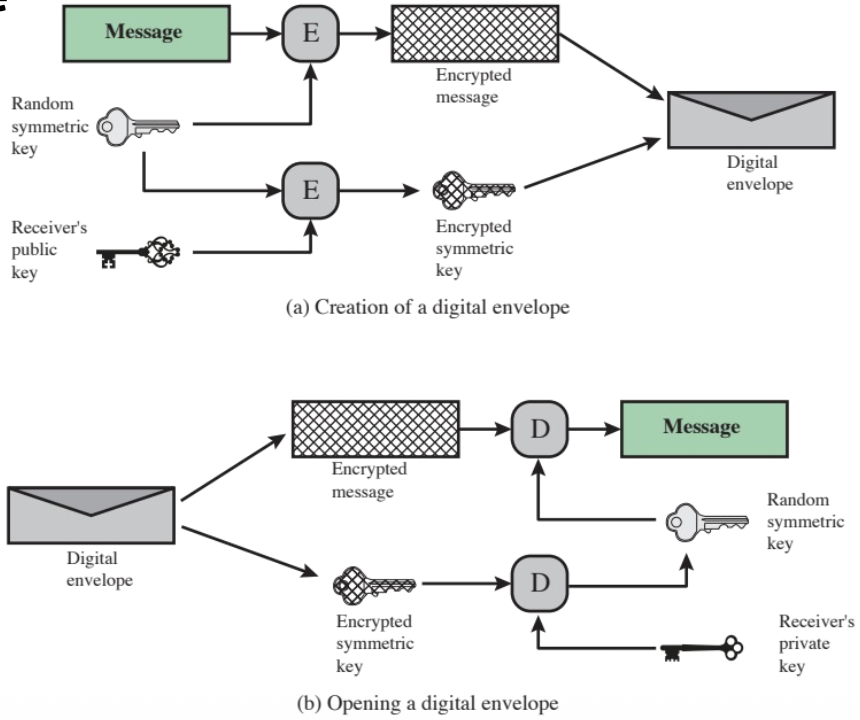 Message
E
Encrypted
message
Random
symmetric
key
Digital
envelope
E
Receiver's
public
key
Encrypted
symmetric
key
(a) Creation of a digital envelope
D
Message
Encrypted
message
Random
symmetric
key
Digital
envelope
D
Encrypted
symmetric
key
Receiver's
private
key
(b) Opening a digital envelope